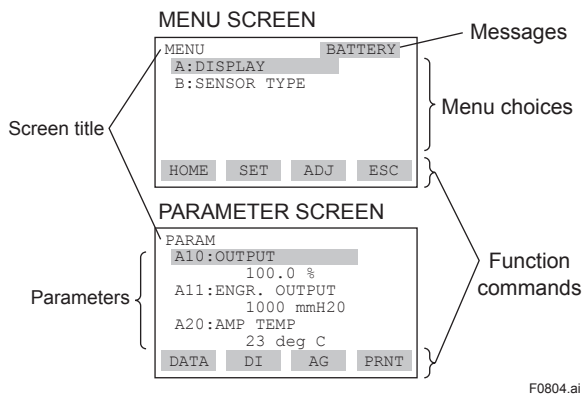 MENU SCREEN
Messages
MENU BATTERY
A:DISPLAY
B:SENSOR TYPE
Menu choices
Screen title
HOME SET ADJ ESC
PARAMETER SCREEN
PARAM
A10:OUTPUT
100.0 %
A11:ENGR. OUTPUT
1000 mmH20
A20:AMP TEMP
23 deg C
Parameters
Function
commands
DATA DI AG PRNT
F0804.ai